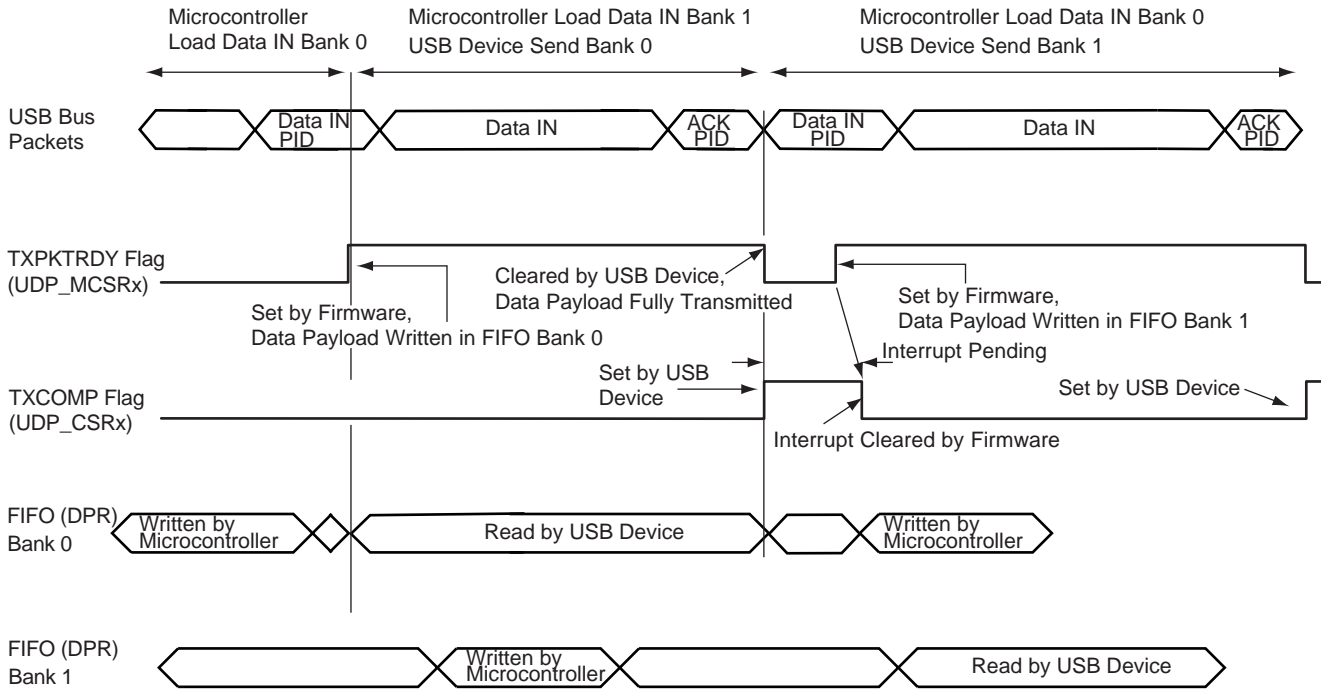 Microcontroller
Load Data IN Bank 0
Microcontroller Load Data IN Bank 1
USB Device Send Bank 0
Microcontroller Load Data IN Bank 0
USB Device Send Bank 1
USB Bus
Packets
Data IN
PID
Data IN
ACK
PID
Data IN
PID
Data IN
ACK
PID
TXPKTRDY Flag
(UDP_MCSRx)
Set by Firmware,
Data Payload Written in FIFO Bank 0
Cleared by USB Device,
Data Payload Fully Transmitted
Set by Firmware,
Data Payload Written in FIFO Bank 1
Interrupt Pending
TXCOMP Flag
(UDP_CSRx)
Set by USB
Device
Set by USB Device
Interrupt Cleared by Firmware
FIFO (DPR)
Bank 0
Written by
Microcontroller
Read by USB Device
Written by
Microcontroller
FIFO (DPR)
Bank 1
Written by
Microcontroller
Read by USB Device